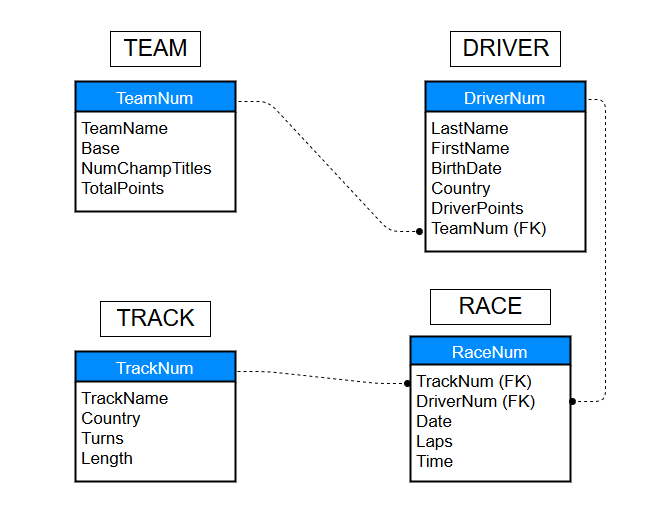 TEAM
TeamNum
TeamName
Base
NumChampTitles
TotalPoints
DRIVER
DriverNum
LastName
FirstName
BirthDate
Country
DriverPoints
TeamNum (FK)
TRACK
TrackNum
TrackName
Country
Turns
Length
RACE
RaceNum
TrackNum (FK)
DriverNum (FK)
Date
Laps
Time